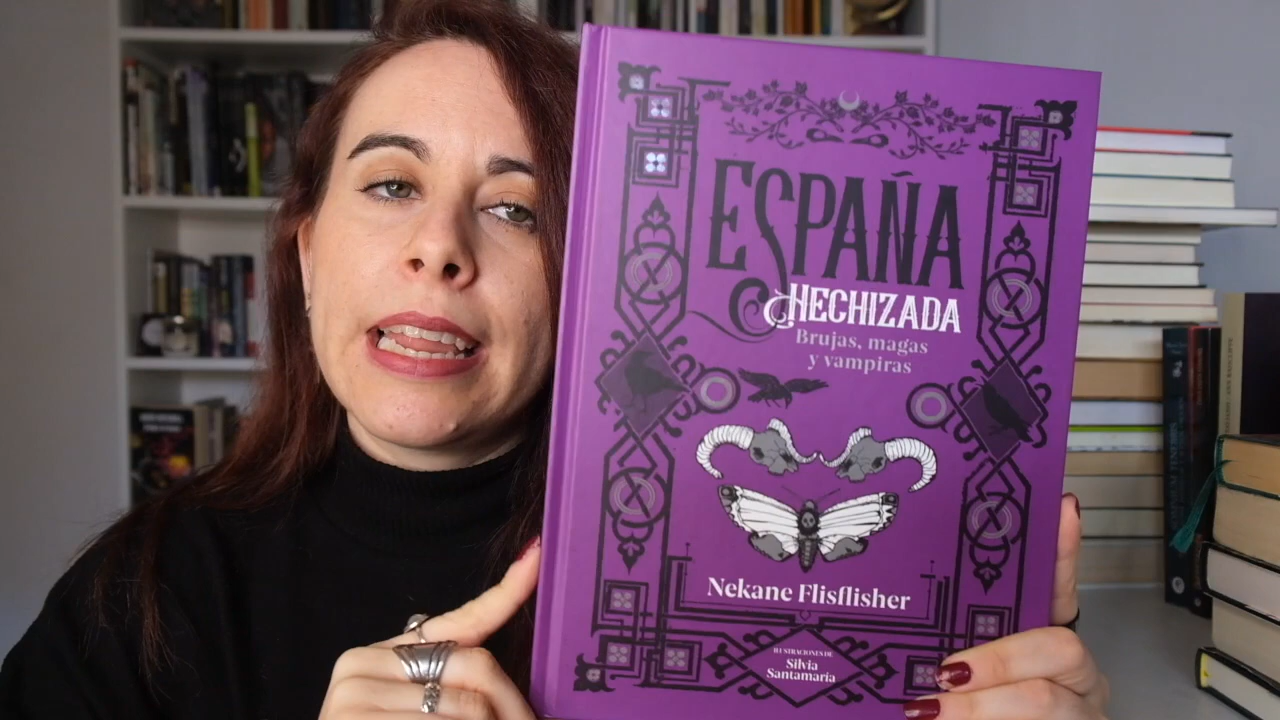 ESPAÑA
HECHIZADA
Brujas, magas
y vampiras
Nekane Flisflisher
ILUSTRACIONES DE
Silvia
Santamaría